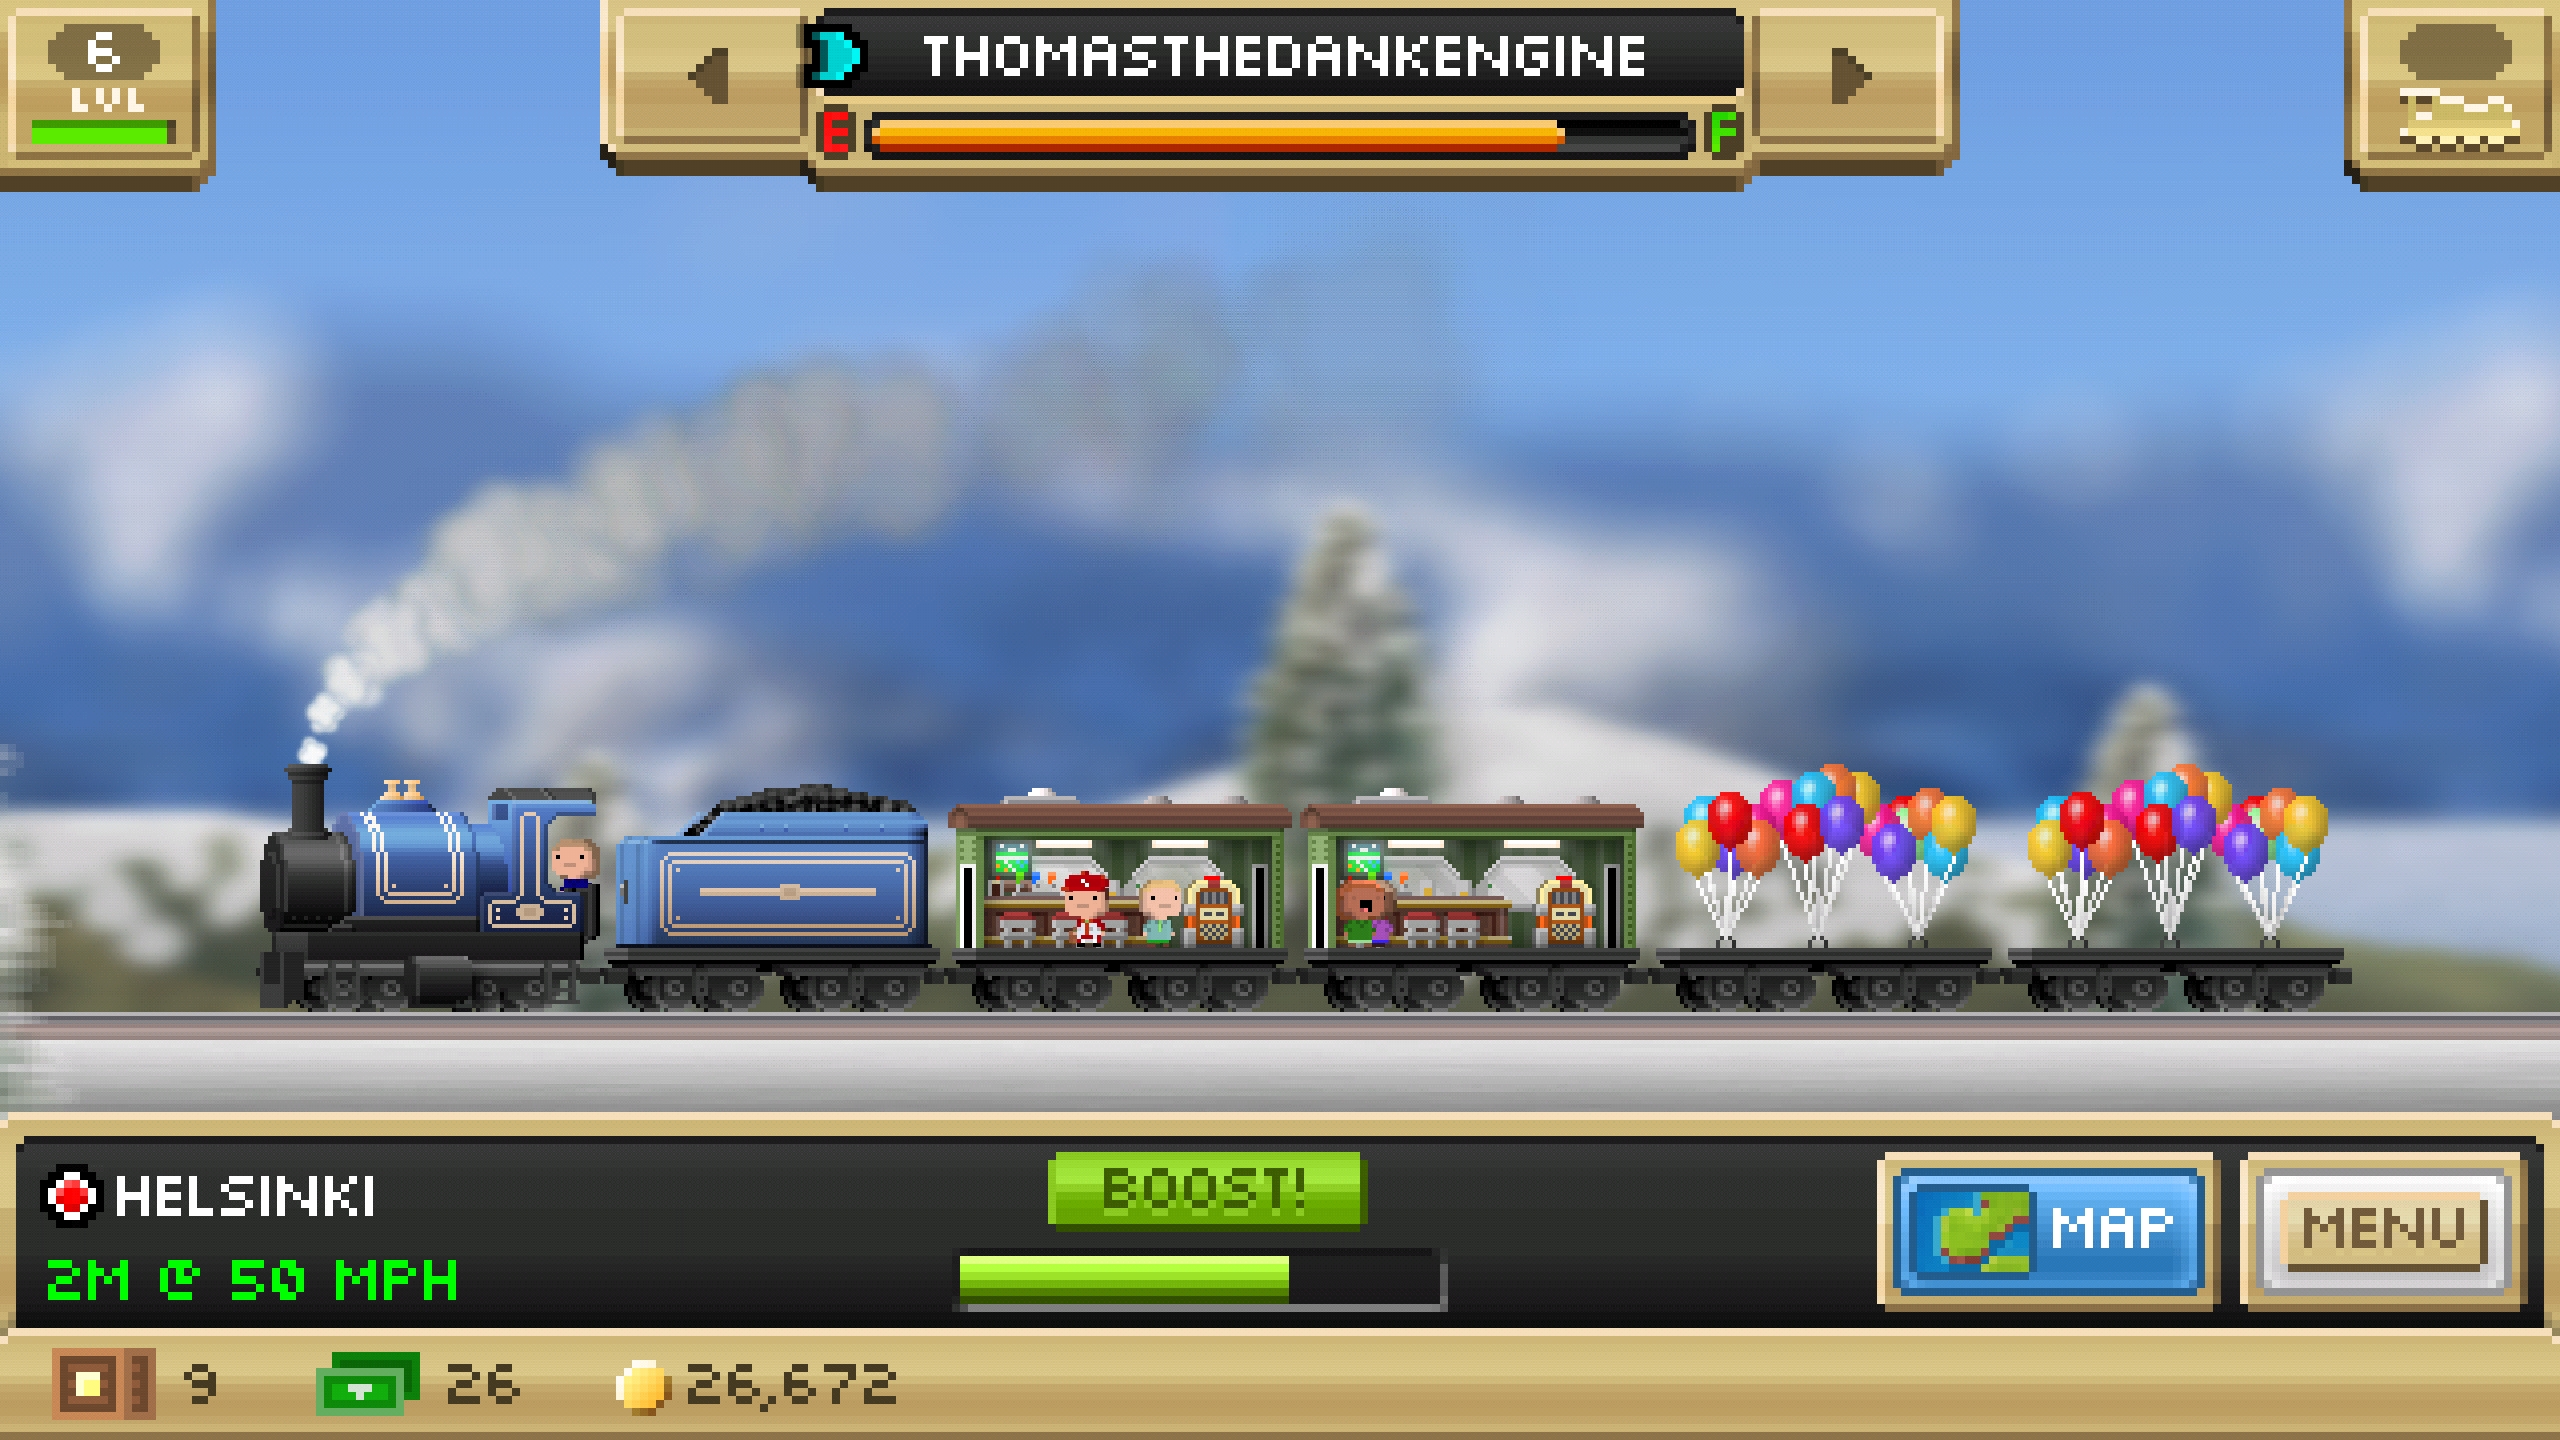 6
LVL
THOMASTHEDANKENGINE
E F
HELSINKI
2M @ 50 MPH
BOOST!
MAP
MENU
9
26
26,672